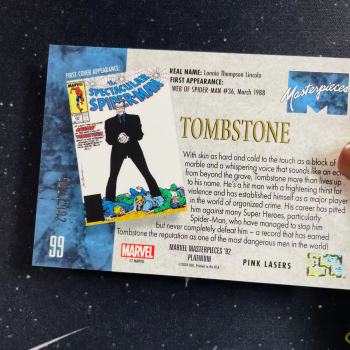 FIRST COVER APPEARANCE:
REAL NAME: Lonnie Thompson Lincoln
FIRST APPEARANCE:
WEB OF SPIDER-MAN #36, March 1988
Masterpieces
THE SPECTACULAR
SPIDER-MAN
TOMBSTONE
With skin as hard and cold to the touch as a block of
marble and a whispering voice that sounds like an
from beyond the grave, Tombstone more than lives up
to his name. He's a hit man with a frightening thirst for
violence and has established himself as a major player
in the world of organized crime. His career has pitted
him against many Super Heroes, particularly
Spider-Man, who have managed to stop him
but never completely defeat him – a record that has earned
Tombstone the reputation as one of the most dangerous men in the world!
99
MARVEL
MARVEL MASTERPIECES '92
PLATINUM
PINK LASERS